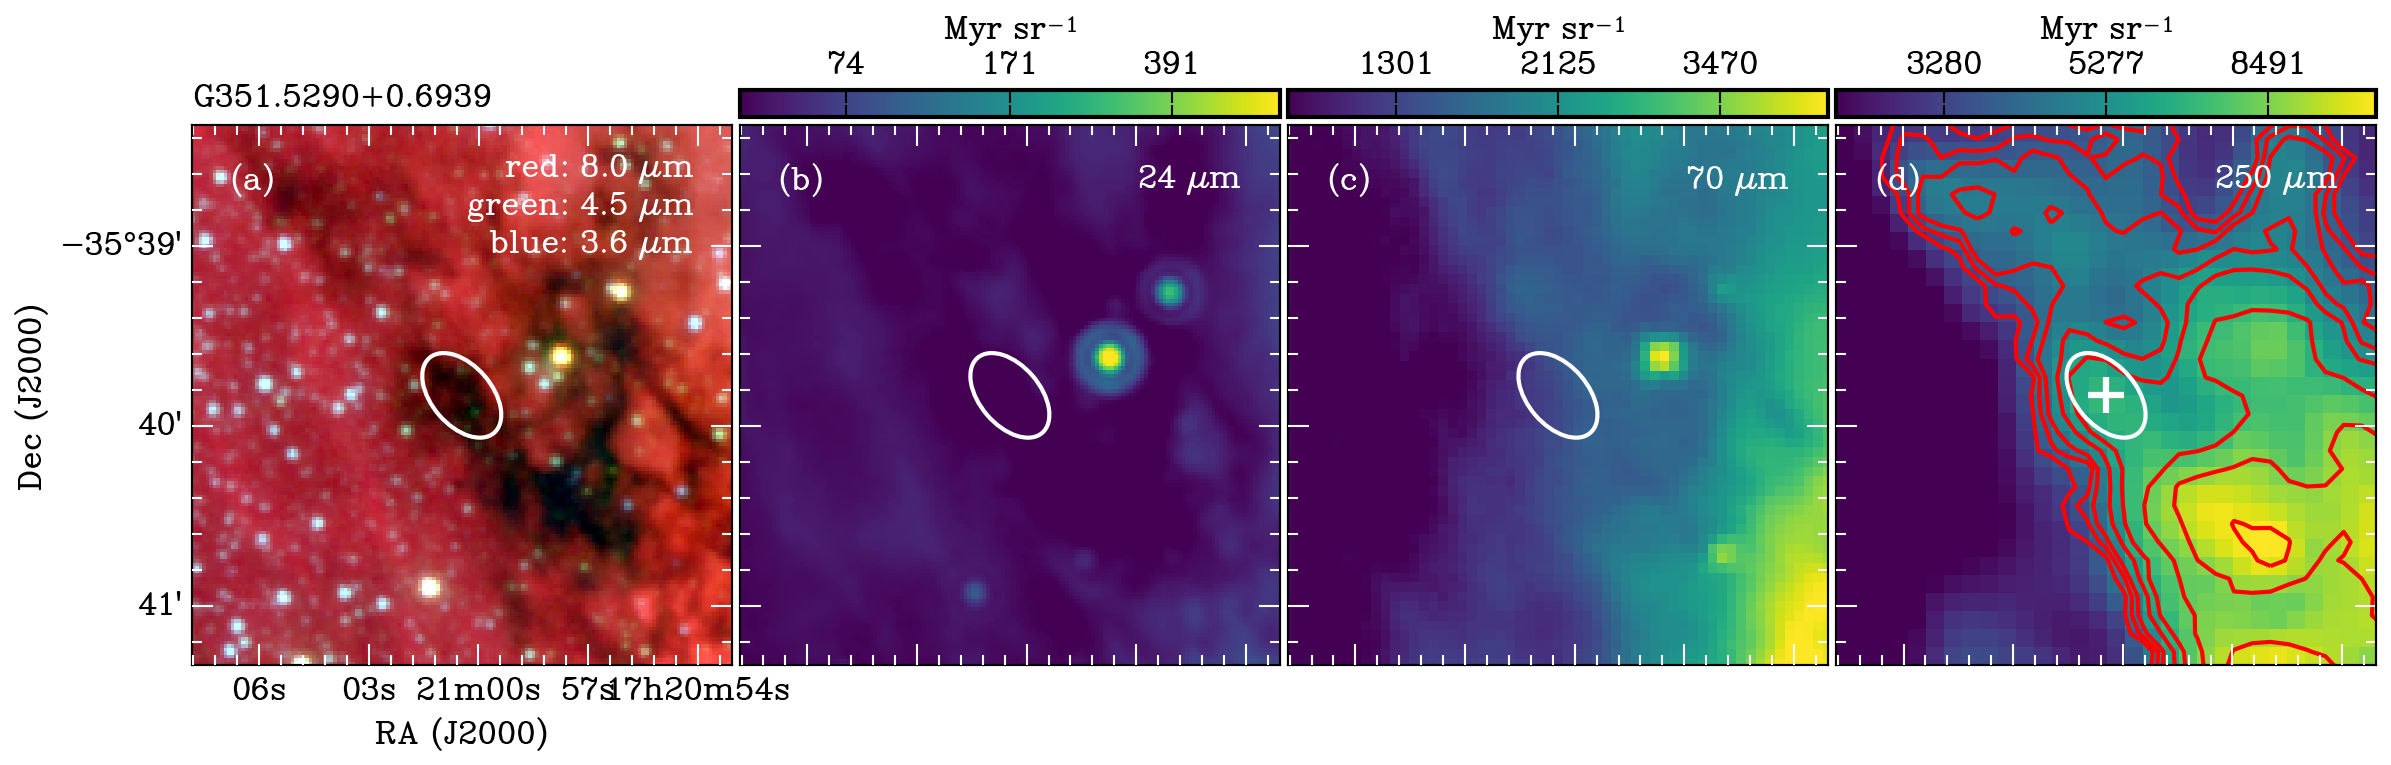 Myr sr⁻¹ Myr sr⁻¹ Myr sr⁻¹
74 171 391 1301 2125 3470 3280 5277 8491
G351.5290+0.6939
(a) red: 8.0 μm
green: 4.5 μm
blue: 3.6 μm
(b) 24 μm
(c) 70 μm
(d) 250 μm
−35°39'
40'
41'
Dec (J2000)
06s 03s 21m00s 57s 17h20m54s
RA (J2000)